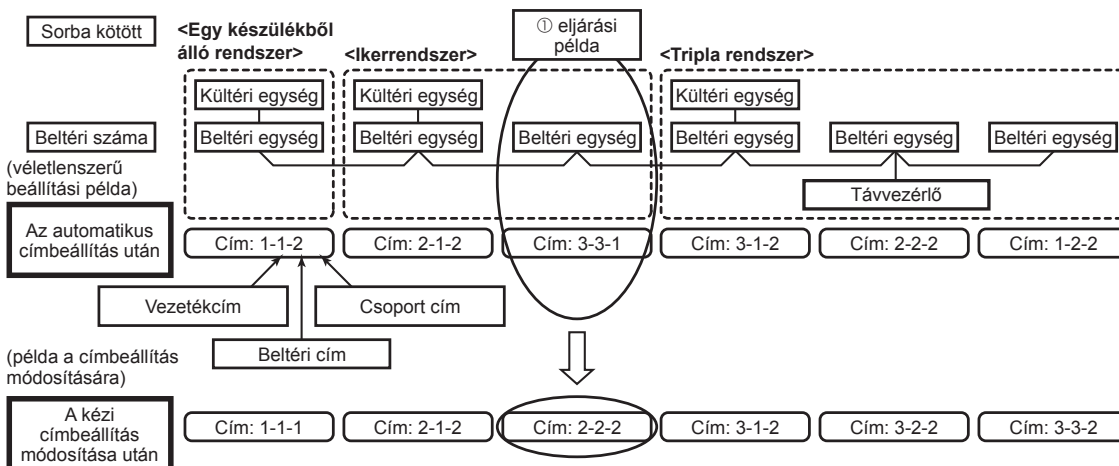 Sorba kötött
<Egy készülékből
álló rendszer>
<Ikerrendszer>
① eljárási
példa
<Tripla rendszer>
Kültéri egység
Kültéri egység
Kültéri egység
Beltéri száma
Beltéri egység
Beltéri egység
Beltéri egység
Beltéri egység
Beltéri egység
Beltéri egység
(véletlenszerű
beállítási példa)
Távvezérlő
Az automatikus
címbeállítás után
Cím: 1-1-2
Cím: 2-1-2
Cím: 3-3-1
Cím: 3-1-2
Cím: 2-2-2
Cím: 1-2-2
Vezetékcím
Csoport cím
Beltéri cím
(példa a címbeállítás
módosítására)
A kézi
címbeállítás
módosítása után
Cím: 1-1-1
Cím: 2-1-2
Cím: 2-2-2
Cím: 3-1-2
Cím: 3-2-2
Cím: 3-3-2